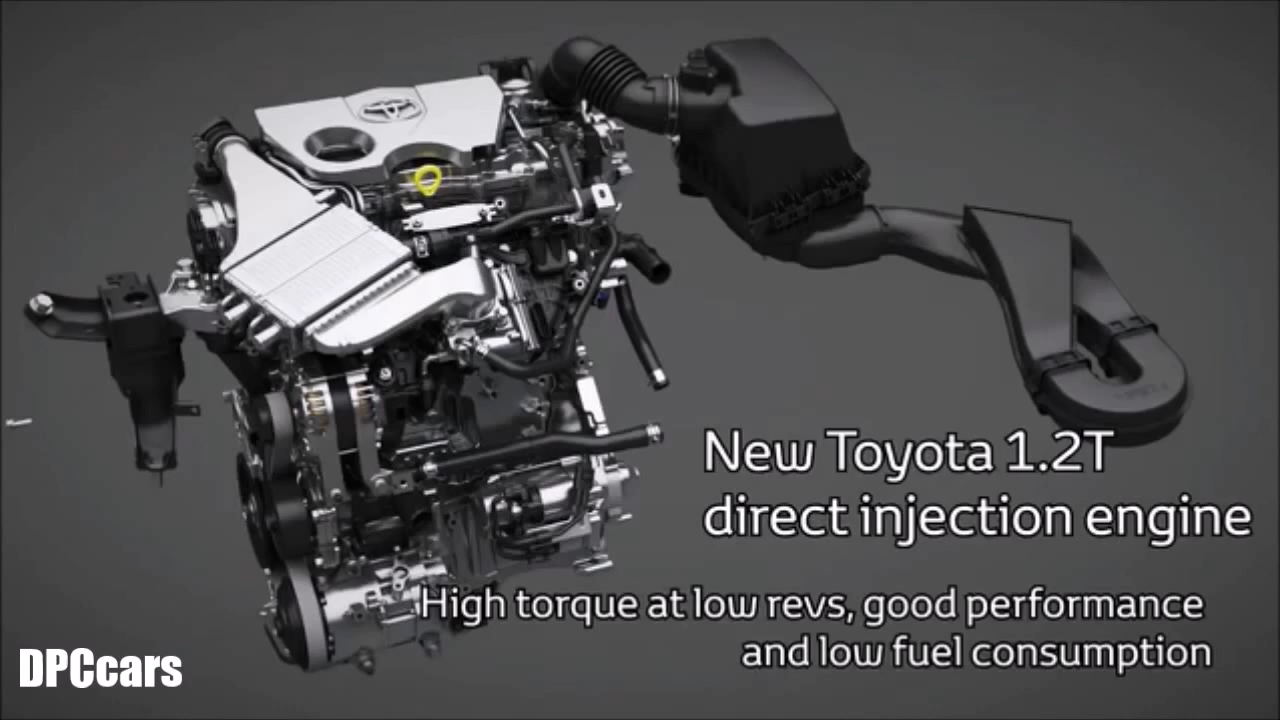 New Toyota 1.2T
direct injection engine
High torque at low revs, good performance
and low fuel consumption
DPCcars